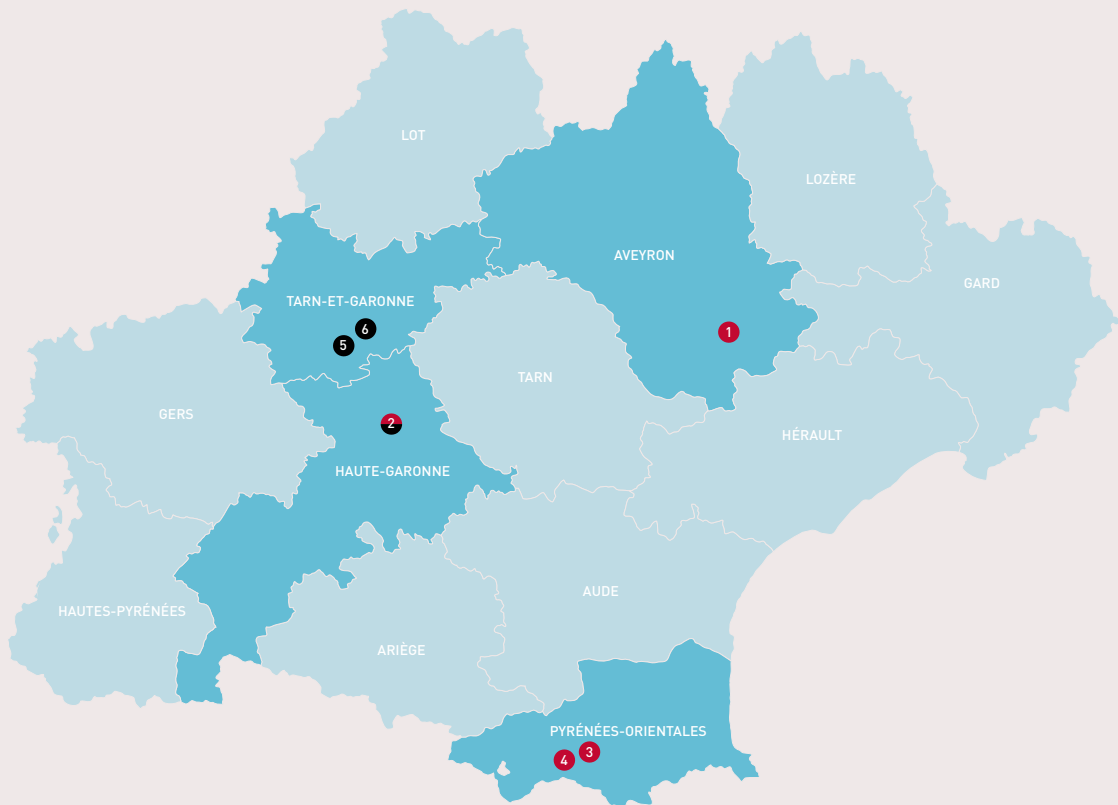 LOT
LOZÈRE
AVEYRON
GARD
TARN-ET-GARONNE
6
1
5
TARN
GERS
2
HÉRAULT
HAUTE-GARONNE
AUDE
HAUTES-PYRÉNÉES
ARIÈGE
PYRÉNÉES-ORIENTALES
3
4